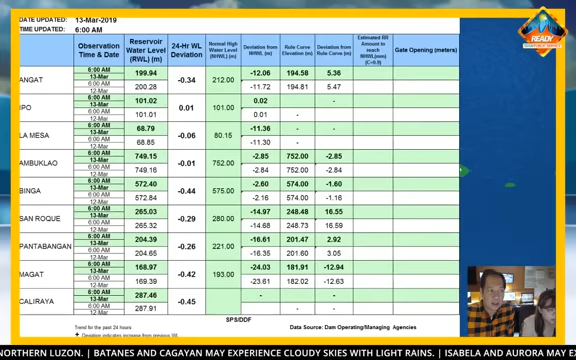 DATE UPDATED: 13-Mar-2019
TIME UPDATED: 6:00 AM
READY
Observation Time & Date | Reservoir Water Level (RWL) (m) | 24-Hr WL Deviation | Normal High Water Level (NHWL) (m) | Deviation from NHWL (m) | Rule Curve Elevation (m) | Deviation from Rule Curve (m) | Estimated RR Amount to reach NHWL(mm) (C=0.9) | Gate Opening (meters)
ANGAT | 6:00 AM 13-Mar | 199.94 | -0.34 | 212.00 | -12.06 | 194.58 | 5.36
6:00 AM 12-Mar | 200.28 | -11.72 | 194.81 | 5.47
IPO | 6:00 AM 13-Mar | 101.02 | 0.01 | 101.00 | 0.02 | -
6:00 AM 12-Mar | 101.01 | 0.01 | -
LA MESA | 6:00 AM 13-Mar | 68.79 | -0.06 | 80.15 | -11.36
6:00 AM 12-Mar | 68.85 | -11.30 | -
AMBUKLAO | 6:00 AM 13-Mar | 749.15 | -0.01 | 752.00 | -2.85 | 752.00 | -2.85
6:00 AM 12-Mar | 749.16 | -2.84 | 752.00 | -2.84
BINGA | 6:00 AM 13-Mar | 572.40 | -0.44 | 575.00 | -2.60 | 574.00 | -1.60
6:00 AM 12-Mar | 572.84 | -2.16 | 574.00 | -1.16
SAN ROQUE | 6:00 AM 13-Mar | 265.03 | -0.29 | 280.00 | -14.97 | 248.48 | 16.55
6:00 AM 12-Mar | 265.32 | -14.68 | 248.73 | 16.59
PANTABANGAN | 6:00 AM 13-Mar | 204.39 | -0.26 | 221.00 | -16.61 | 201.47 | 2.92
6:00 AM 12-Mar | 204.65 | -16.35 | 201.60 | 3.05
MAGAT | 6:00 AM 13-Mar | 168.97 | -0.42 | 193.00 | -24.03 | 181.91 | -12.94
6:00 AM 12-Mar | 169.39 | -23.61 | 182.02 | -12.63
CALIRAYA | 6:00 AM 13-Mar | 287.46 | -0.45 | - | -
6:00 AM 12-Mar | 287.91
SPS/DDF
Trend for the past 24 hours
Data Source: Dam Operating/Managing Agencies
Deviation indicates increase from previous WL
NORTHERN LUZON. | BATANES AND CAGAYAN MAY EXPERIENCE CLOUDY SKIES WITH LIGHT RAINS. | ISABELA AND AURORA MAY E